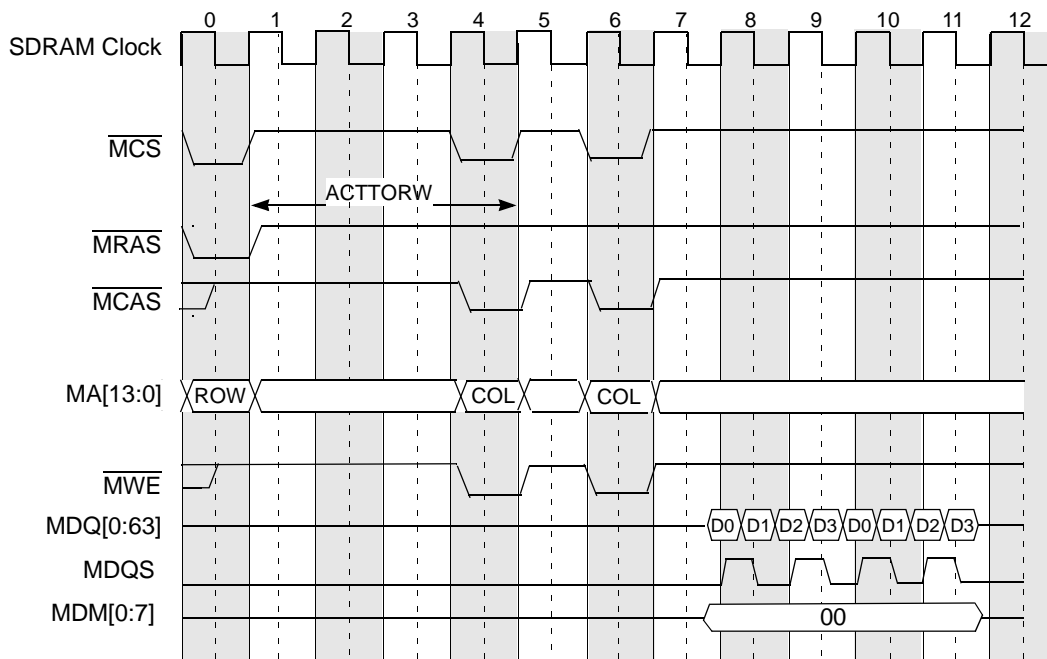 0 1 2 3 4 5 6 7 8 9 10 11 12
SDRAM Clock
MCS
ACTTORW
MRAS
MCAS
MA[13:0] ROW COL COL
MWE
MDQ[0:63] D0 D1 D2 D3 D0 D1 D2 D3
MDQS
MDM[0:7] 00